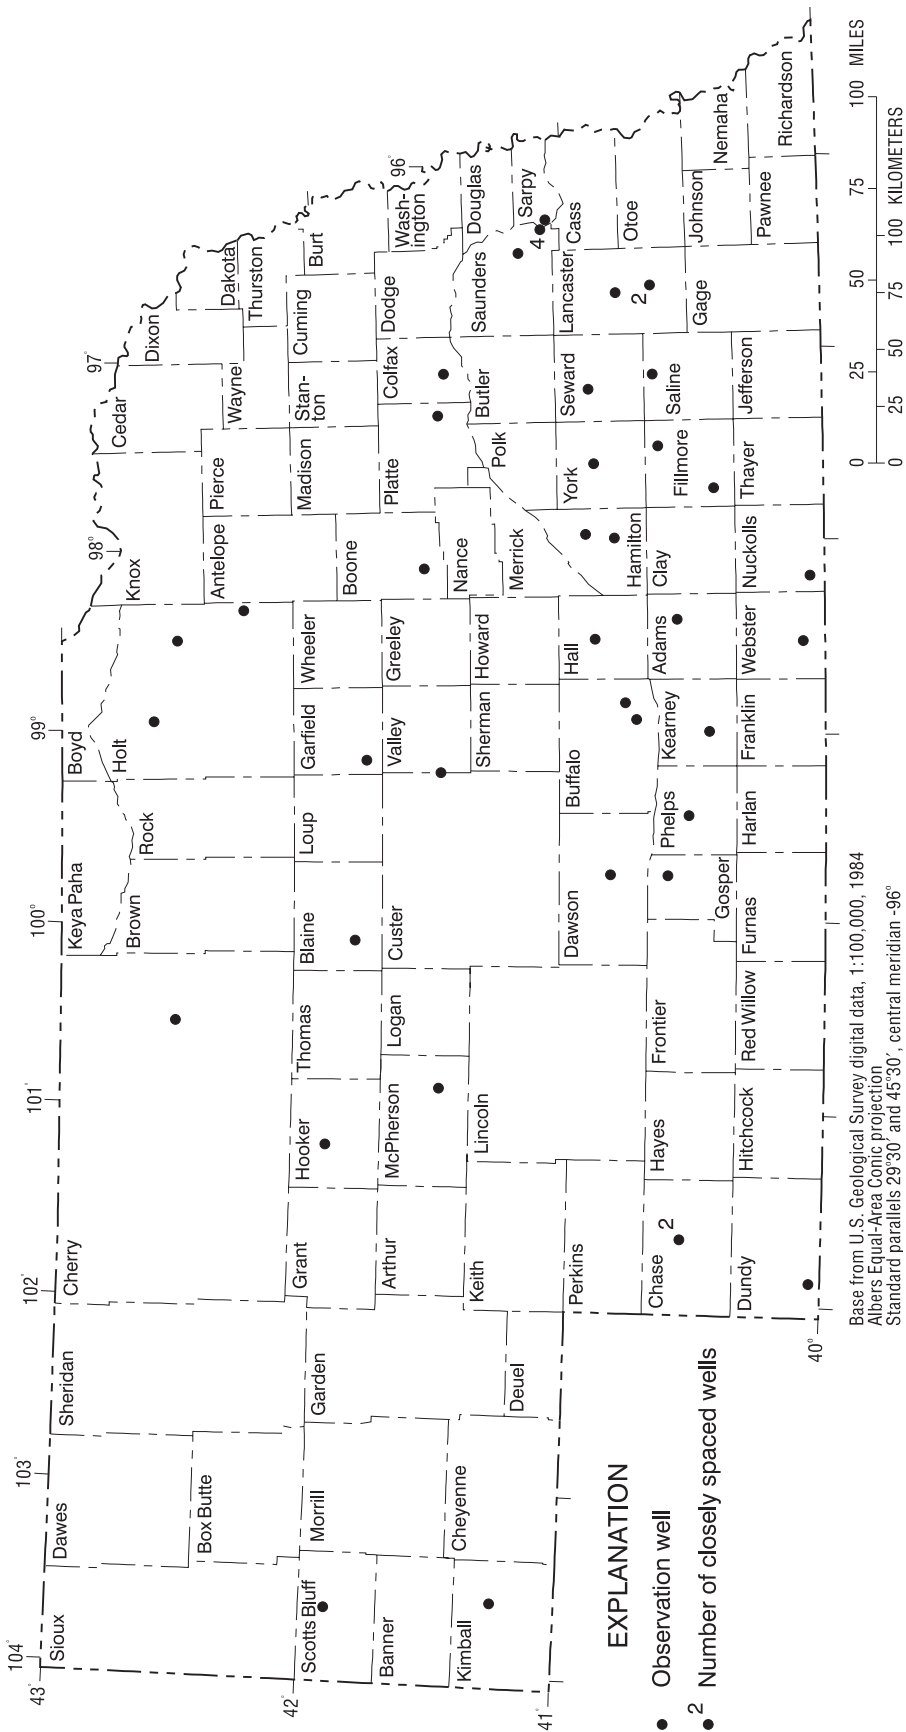 104°
103°
102°
101°
100°
99°
98°
97°
96°
43°
42°
41°
40°
Sioux
Dawes
Sheridan
Cherry
Keya Paha
Boyd
Brown
Rock
Holt
Knox
Cedar
Dixon
Dakota
Box Butte
Antelope
Pierce
Wayne
Thurston
Scotts Bluff
Morrill
Garden
Grant
Hooker
Thomas
Blaine
Loup
Garfield
Wheeler
Boone
Madison
Stan-
ton
Cuming
Burt
Banner
Arthur
McPherson
Logan
Custer
Valley
Greeley
Platte
Colfax
Dodge
Wash-
ington
Kimball
Cheyenne
Deuel
Keith
Lincoln
Sherman
Howard
Nance
Merrick
Polk
Butler
Saunders
Douglas
Sarpy
4
Perkins
Dawson
Buffalo
Hall
Hamilton
York
Seward
Lancaster
2
Cass
Otoe
Chase
2
Hayes
Frontier
Gosper
Phelps
Kearney
Adams
Clay
Fillmore
Saline
Gage
Johnson
Nemaha
Dundy
Hitchcock
Red Willow
Furnas
Harlan
Franklin
Webster
Nuckolls
Thayer
Jefferson
Pawnee
Richardson
EXPLANATION
Observation well
2 Number of closely spaced wells
Base from U.S. Geological Survey digital data, 1:100,000, 1984
Albers Equal-Area Conic projection
Standard parallels 29°30′ and 45°30′, central meridian -96°
0 25 50 75 100 MILES
0 25 50 75 100 KILOMETERS